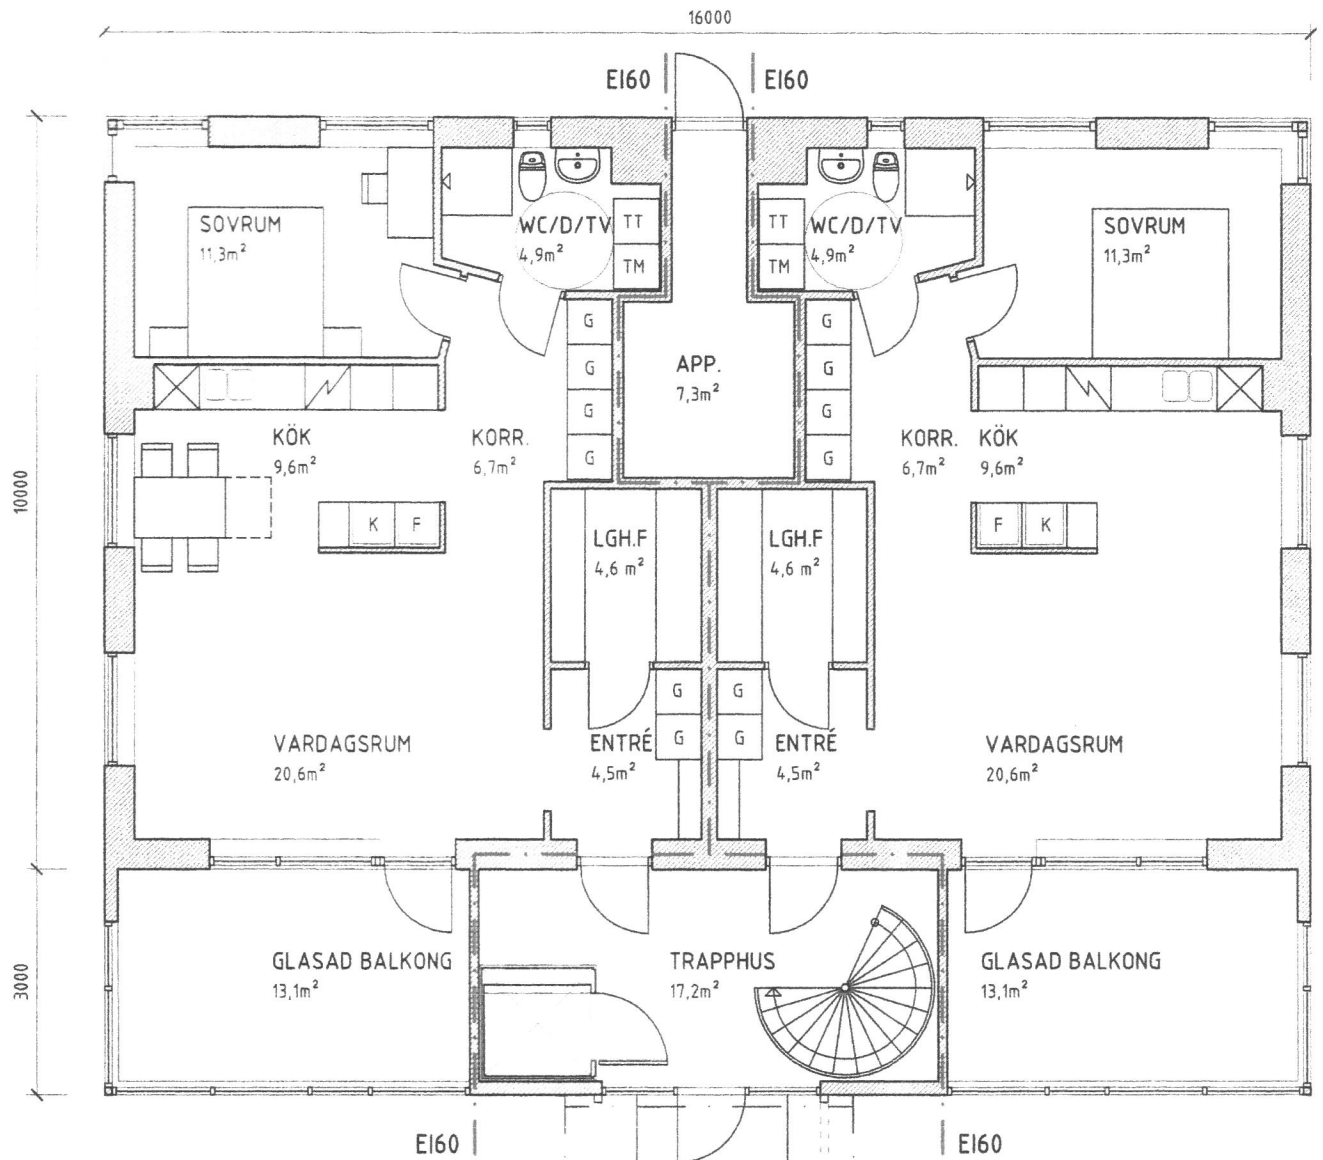 16000
EI60 EI60
SOVRUM
11,3m²
WC/D/TV
4,9m²
TT
TM
TT
TM
WC/D/TV
4,9m²
SOVRUM
11,3m²
G
G
G
G
APP.
7,3m²
G
G
G
G
KÖK
9,6m²
KORR.
6,7m²
KORR.
6,7m²
KÖK
9,6m²
10000
K F
LGH.F
4,6 m²
LGH.F
4,6 m²
F K
G
G
G
G
VARDAGSRUM
20,6m²
ENTRÉ
4,5m²
ENTRÉ
4,5m²
VARDAGSRUM
20,6m²
3000
GLASAD BALKONG
13,1m²
TRAPPHUS
17,2m²
GLASAD BALKONG
13,1m²
EI60 EI60